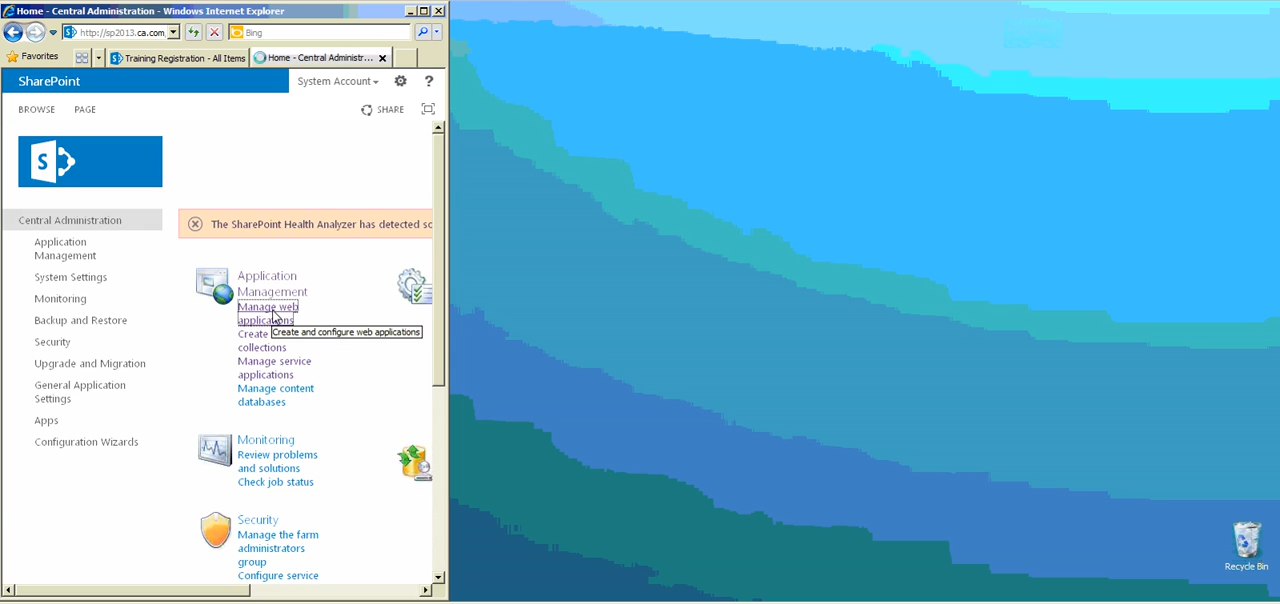 Home - Central Administration - Windows Internet Explorer
http://sp2013.ca.com
Bing
Favorites
Training Registration - All Items
Home - Central Administr...
SharePoint
System Account
?
BROWSE
PAGE
SHARE
S
Central Administration
Application
Management
System Settings
Monitoring
Backup and Restore
Security
Upgrade and Migration
General Application
Settings
Apps
Configuration Wizards
The SharePoint Health Analyzer has detected so
Application
Management
Manage web
applications
Create and configure web applications
Create
collections
Manage service
applications
Manage content
databases
Monitoring
Review problems
and solutions
Check job status
Security
Manage the farm
administrators
group
Configure service
Recycle Bin